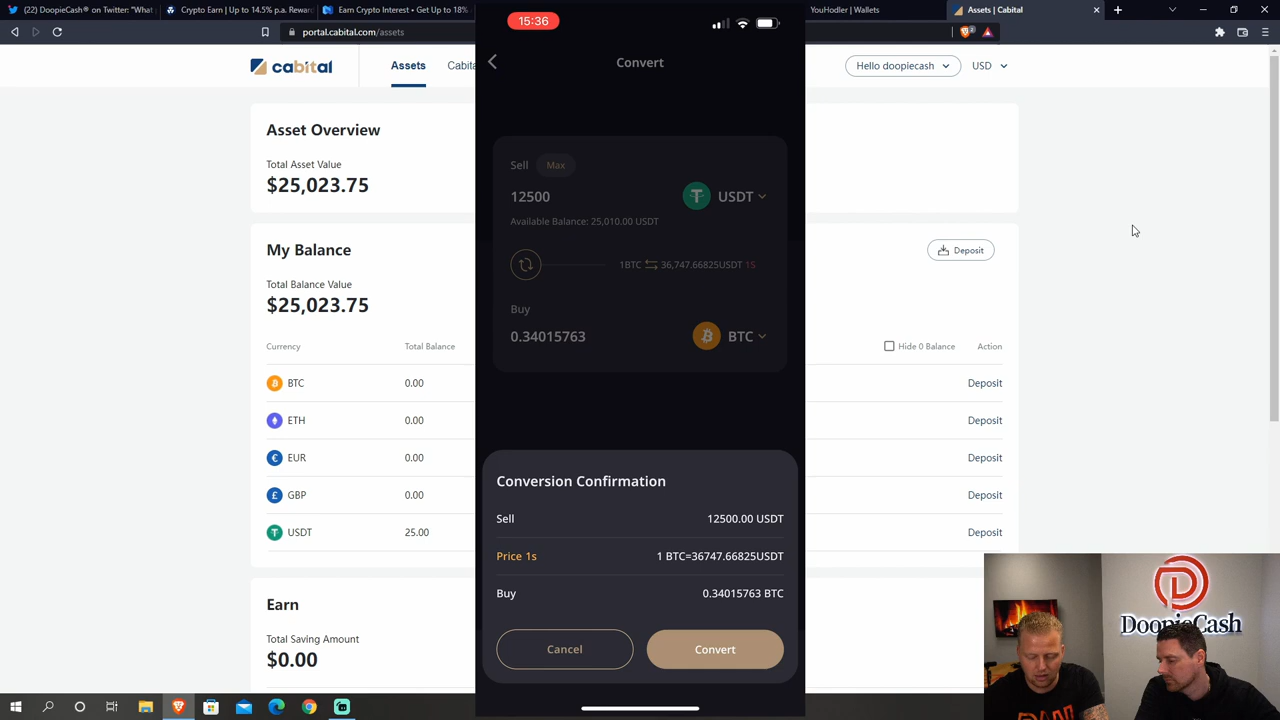 (22) DoopieCash® on Twitter: "What
Crypto Earn | Up to 14.5% p.a. Rewar
Earn Crypto Interest • Get Up to 18%
YouHodler | Wallets
Assets | Cabital
portal.cabital.com/assets
cabital
Assets
Cabita
Hello doopiecash
USD
Asset Overview
Total Asset Value
$25,023.75
My Balance
Deposit
Total Balance Value
$25,023.75
Currency
Total Balance
Hide 0 Balance
Action
BTC
0.00
Deposit
ETH
0.00
Deposit
EUR
0.00
Deposit
GBP
0.00
Deposit
USDT
25.00
Earn
Total Saving Amount
$0.00
15:36
Convert
Sell
Max
12500
USDT
Available Balance: 25,010.00 USDT
1BTC
36,747.66825USDT
1S
Buy
0.34015763
BTC
Conversion Confirmation
Sell
12500.00 USDT
Price 1s
1 BTC=36747.66825USDT
Buy
0.34015763 BTC
Cancel
Convert
DoopieCash